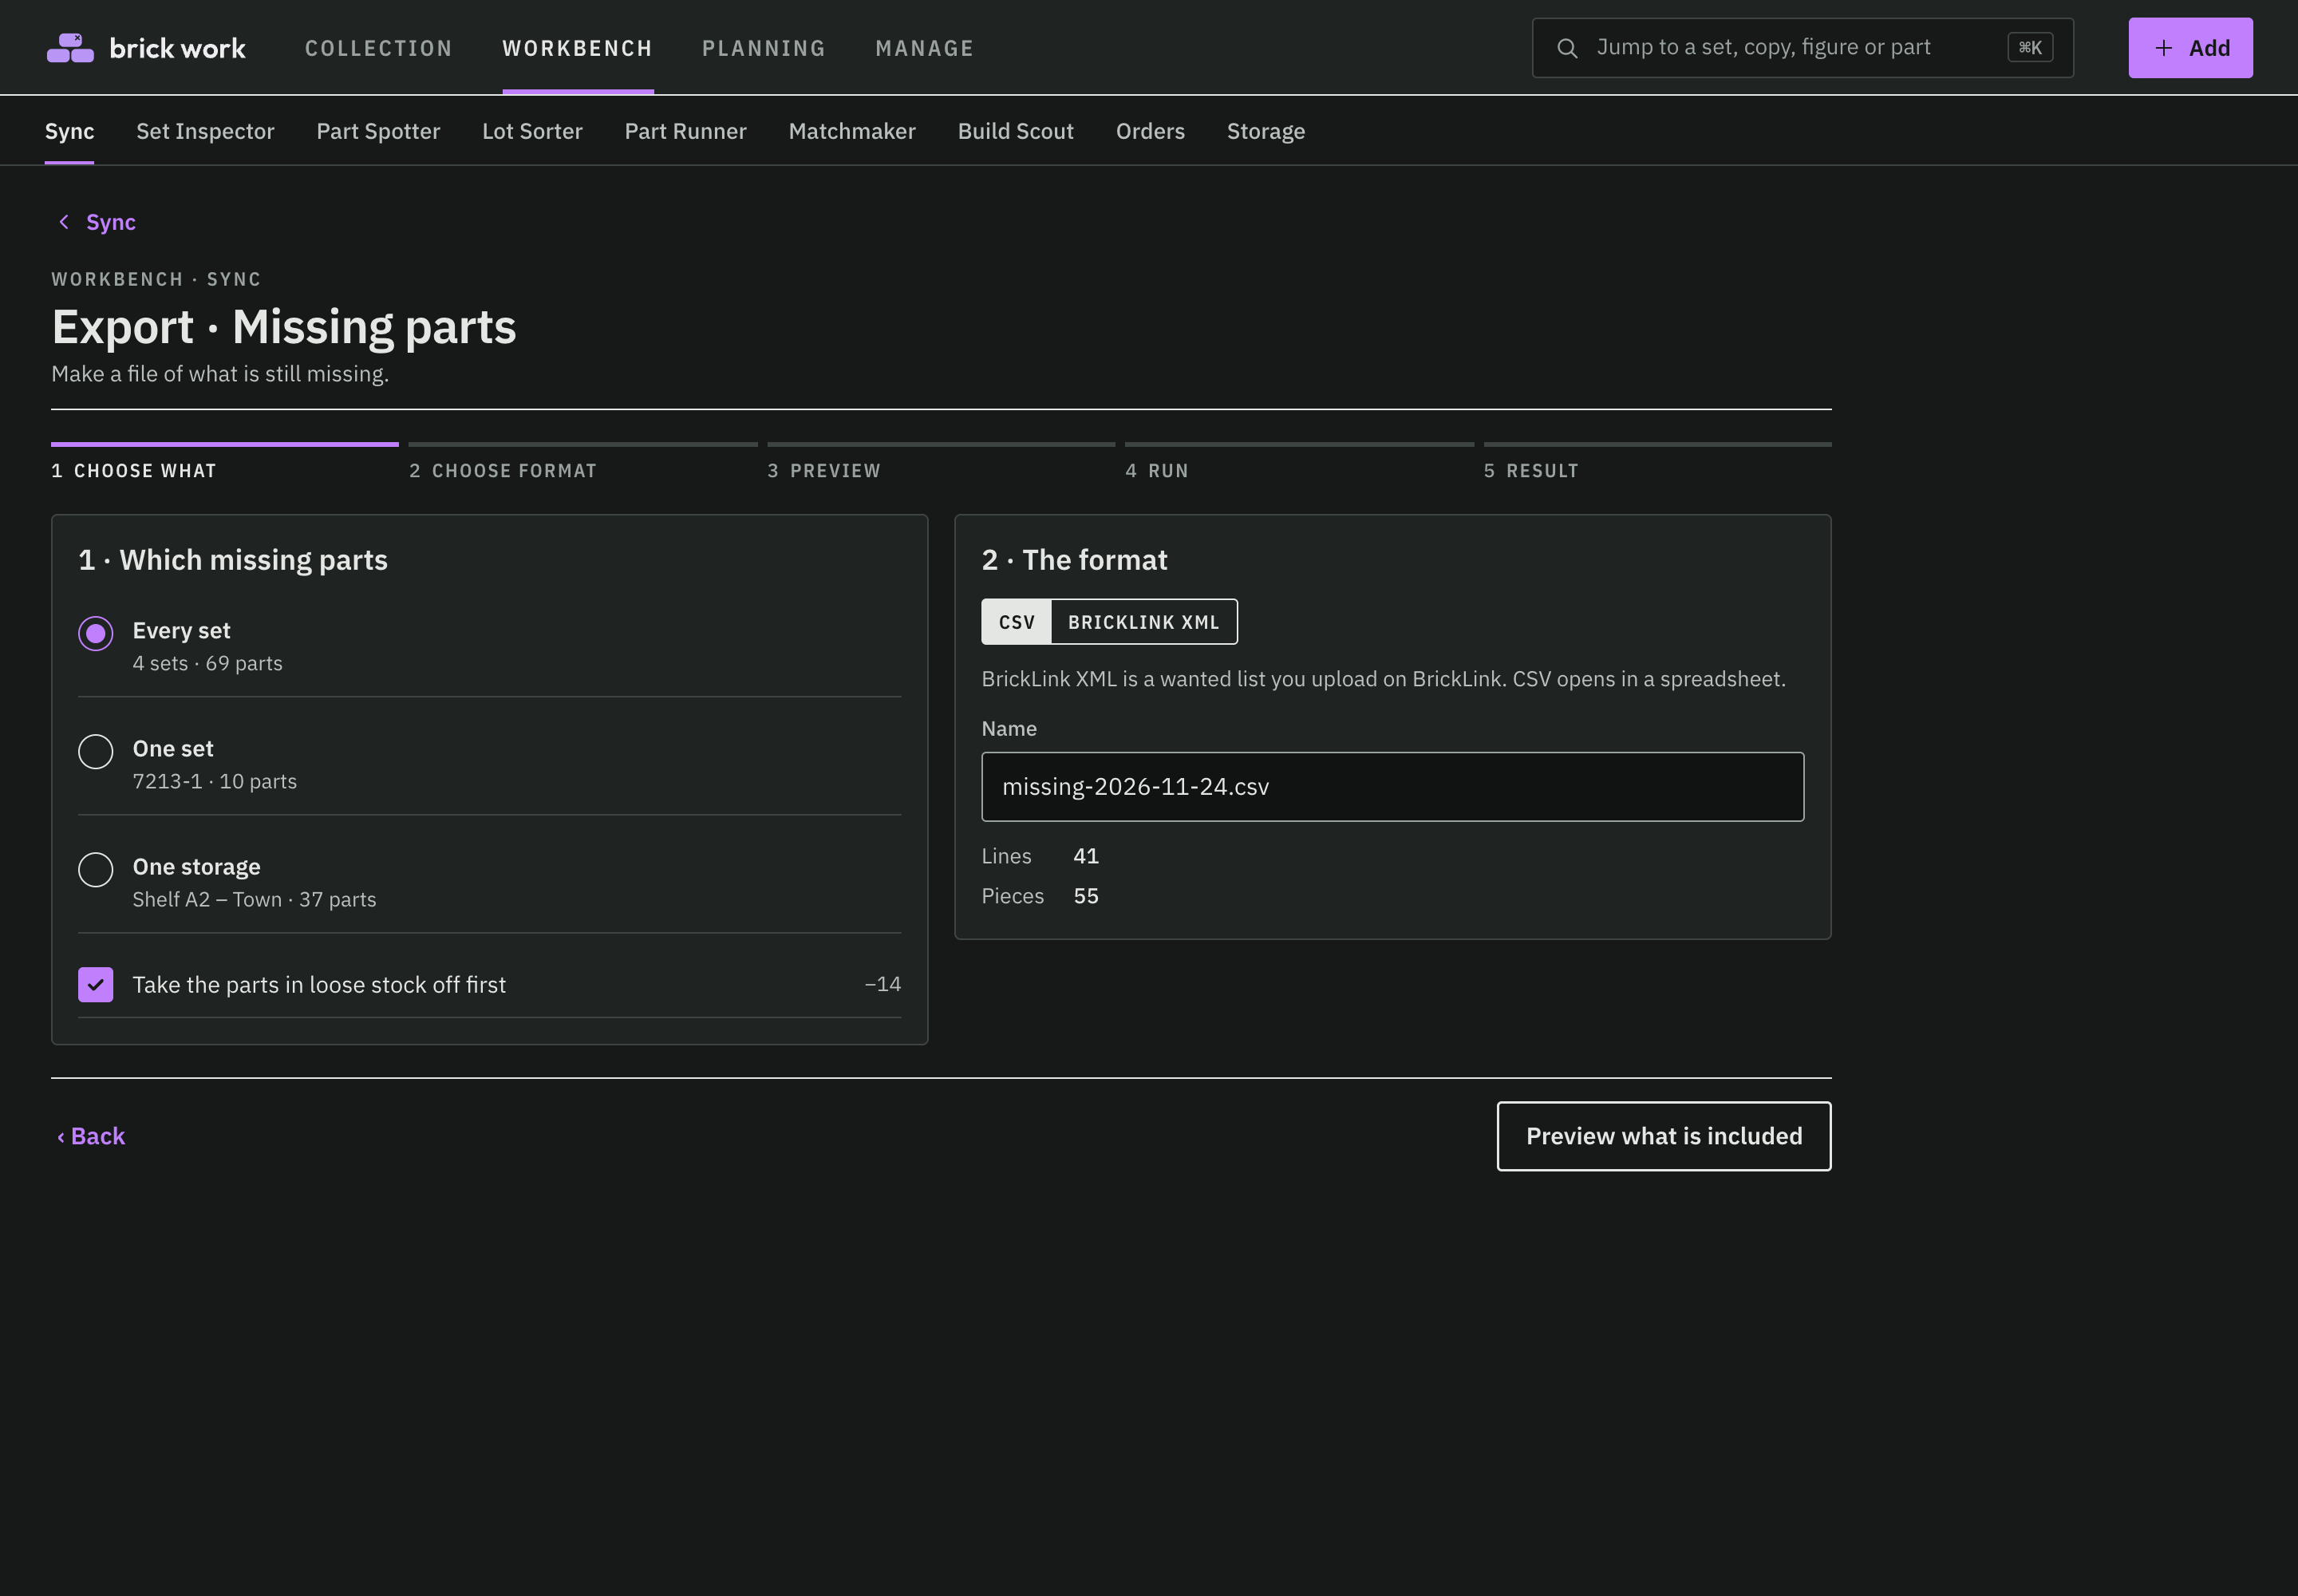 brick work
COLLECTION
WORKBENCH
PLANNING
MANAGE
Jump to a set, copy, figure or part
⌘K
+ Add
Sync
Set Inspector
Part Spotter
Lot Sorter
Part Runner
Matchmaker
Build Scout
Orders
Storage
‹ Sync
WORKBENCH · SYNC
Export · Missing parts
Make a file of what is still missing.
1 CHOOSE WHAT
2 CHOOSE FORMAT
3 PREVIEW
4 RUN
5 RESULT
1 · Which missing parts
Every set
4 sets · 69 parts
One set
7213-1 · 10 parts
One storage
Shelf A2 – Town · 37 parts
Take the parts in loose stock off first
−14
2 · The format
CSV
BRICKLINK XML
BrickLink XML is a wanted list you upload on BrickLink. CSV opens in a spreadsheet.
Name
missing-2026-11-24.csv
Lines 41
Pieces 55
‹ Back
Preview what is included